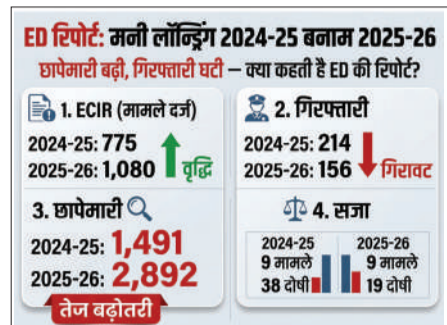 ED रिपोर्ट: मनी लॉन्ड्रिंग 2024-25 बनाम 2025-26
छापेमारी बढ़ी, गिरफ्तारी घटी – क्या कहती है ED की रिपोर्ट?
1. ECIR (मामले दर्ज)
2024-25: 775
2025-26: 1,080 वृद्धि
2. गिरफ्तारी
2024-25: 214
2025-26: 156 गिरावट
3. छापेमारी
2024-25: 1,491
2025-26: 2,892
तेज बढ़ोतरी
4. सजा
2024-25
9 मामले
38 दोषी
2025-26
9 मामले
19 दोषी